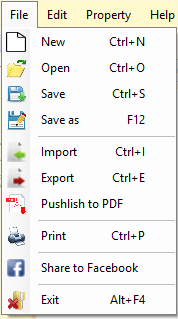 File Edit Property Help
New Ctrl+N
Open Ctrl+O
Save Ctrl+S
Save as F12
Import Ctrl+I
Export Ctrl+E
Pushlish to PDF
Print Ctrl+P
Share to Facebook
Exit Alt+F4